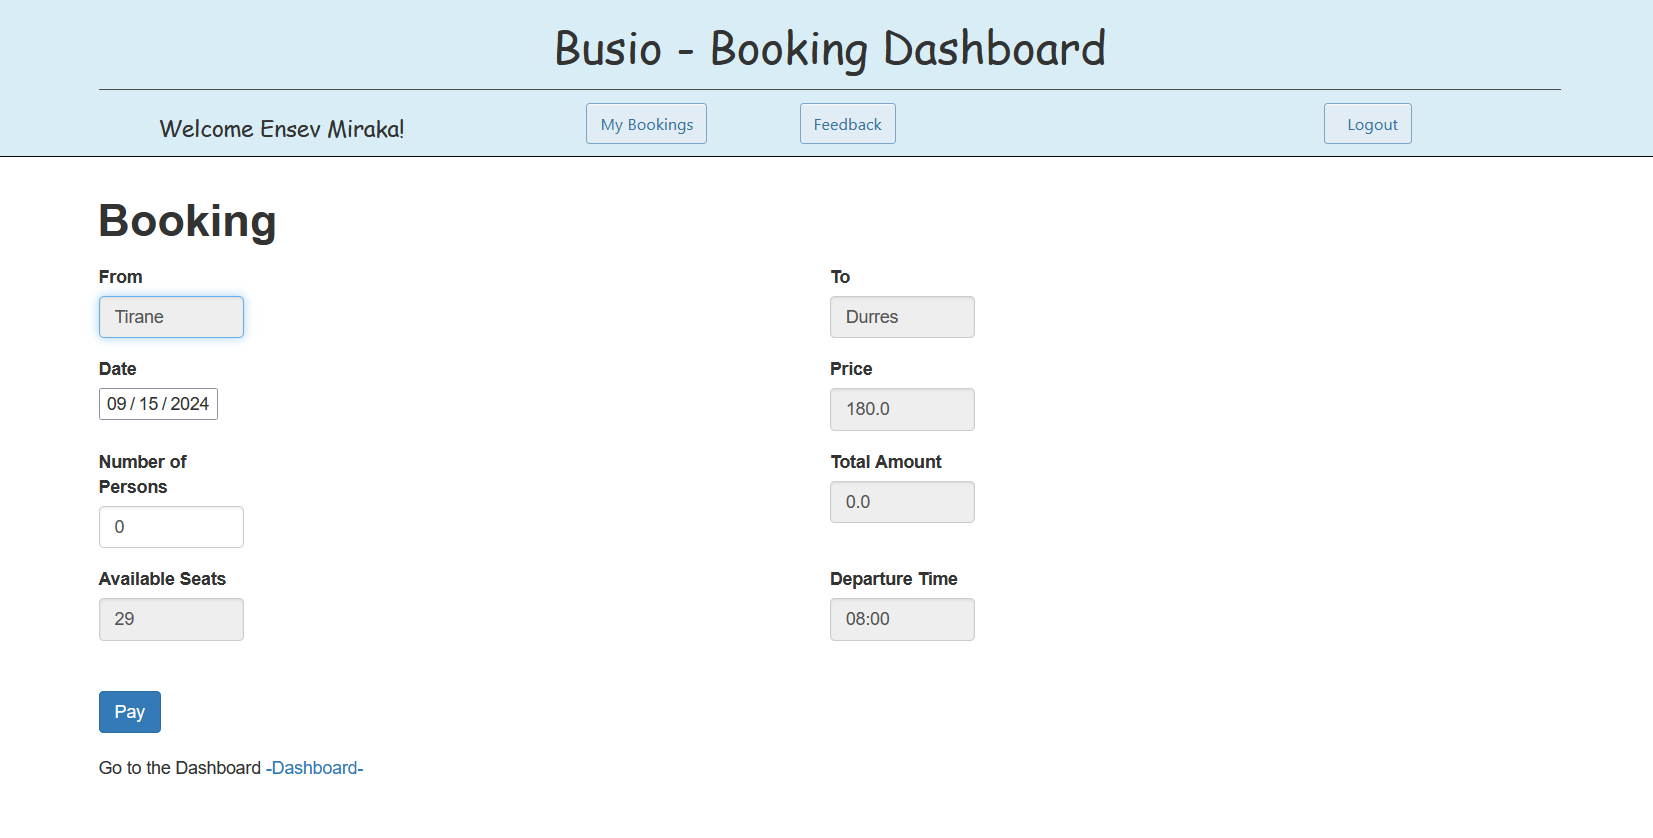 Busio - Booking Dashboard
Welcome Ensev Miraka!
My Bookings
Feedback
Logout
Booking
From
To
Tirane
Durres
Date
Price
09/15/2024
180.0
Number of
Persons
Total Amount
0
0.0
Available Seats
Departure Time
29
08:00
Pay
Go to the Dashboard -Dashboard-